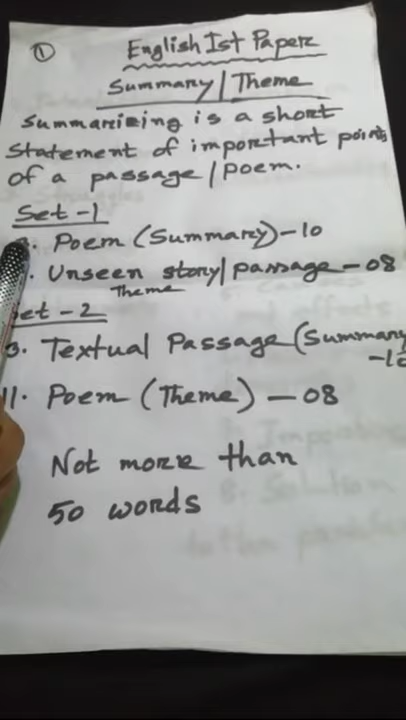 ①
English Ist Paper
Summary/Theme
Summarizing is a short
Statement of important points
of a passage/poem.
Set-1
. Poem (Summary)-10
. Unseen story/passage-08
Theme
Set-2
. Textual Passage (Summary
-10
11. Poem (Theme) - 08
Not more than
50 words